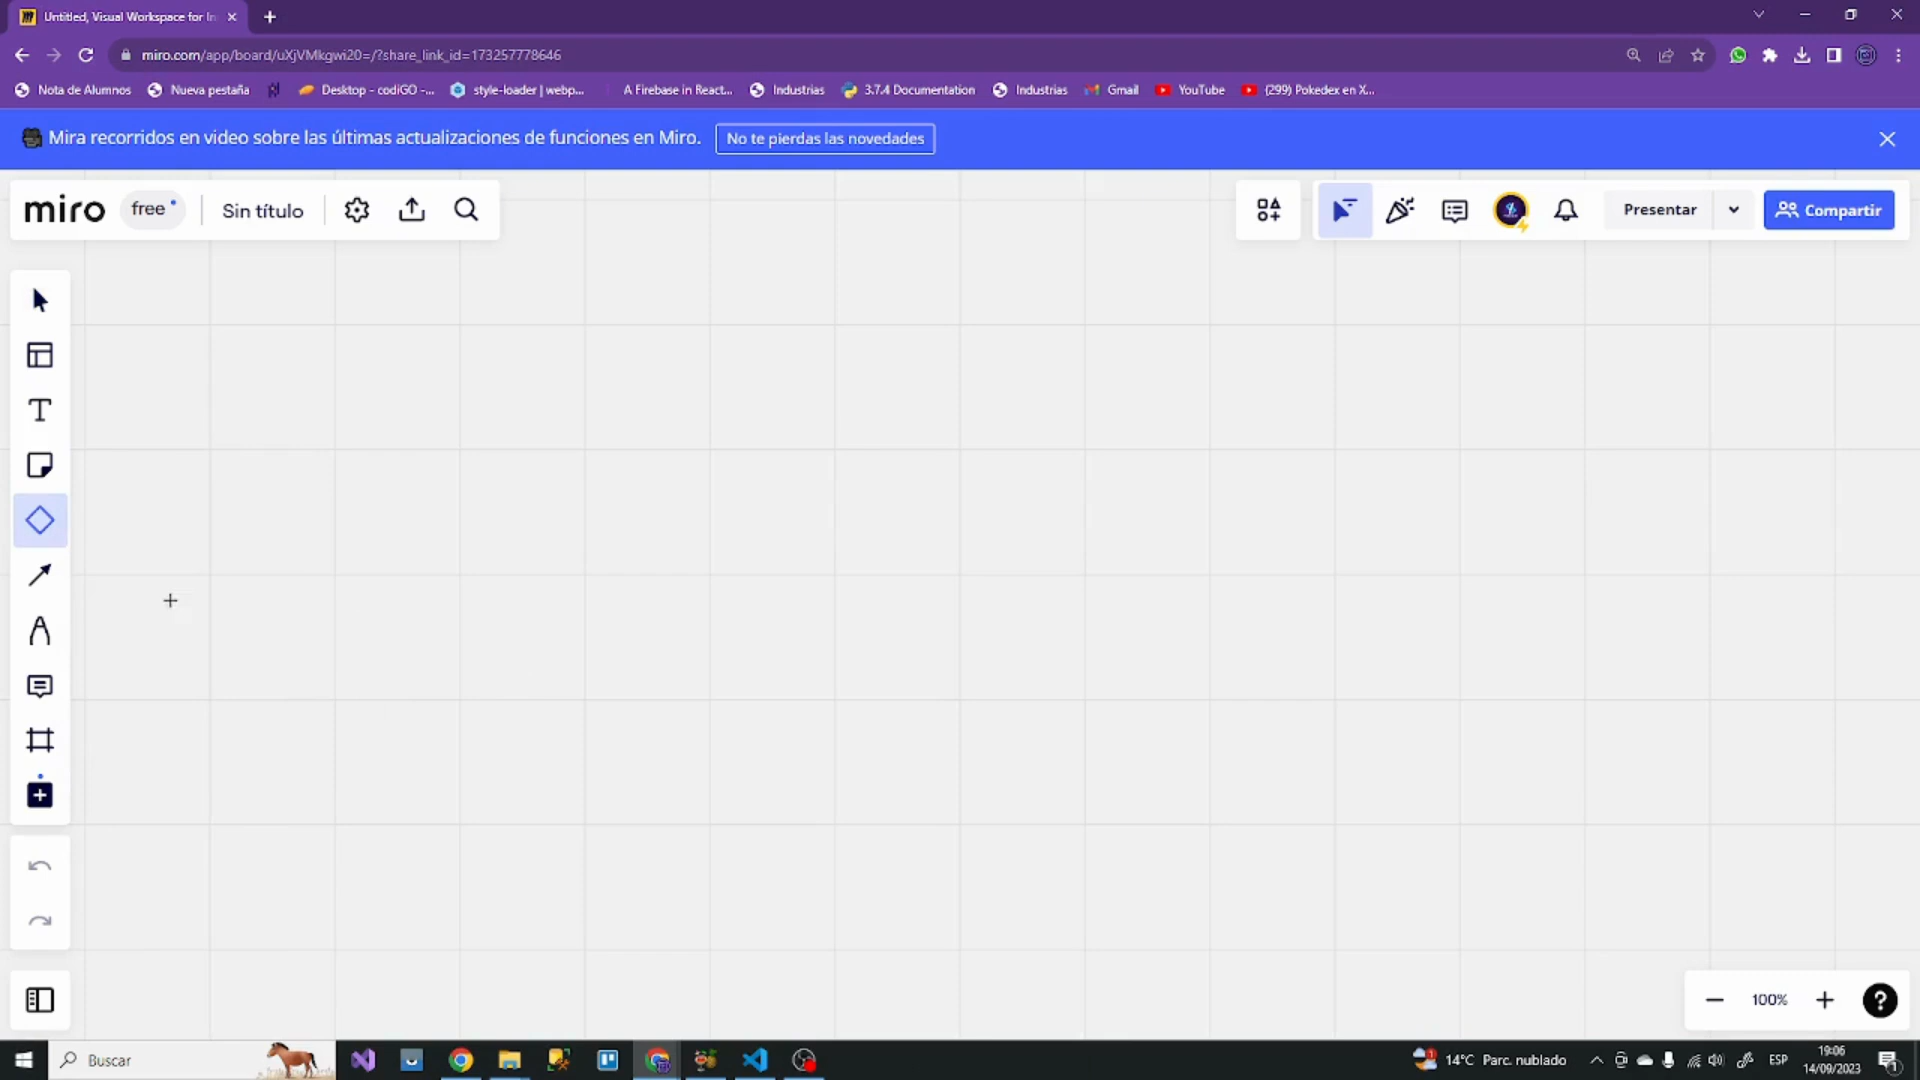 Untitled, Visual Workspace for In
miro.com/app/board/uXjVMkgwi20=/?share_link_id=173257778646
Nota de Alumnos
Nueva pestaña
Desktop - codiGO -...
style-loader | webp...
A Firebase in React...
Industrias
3.7.4 Documentation
Industrias
Gmail
YouTube
(299) Pokedex en X...
Mira recorridos en video sobre las últimas actualizaciones de funciones en Miro.
No te pierdas las novedades
miro
free
Sin título
Presentar
Compartir
100%
Buscar
14°C Parc. nublado
ESP
19:06
14/09/2023